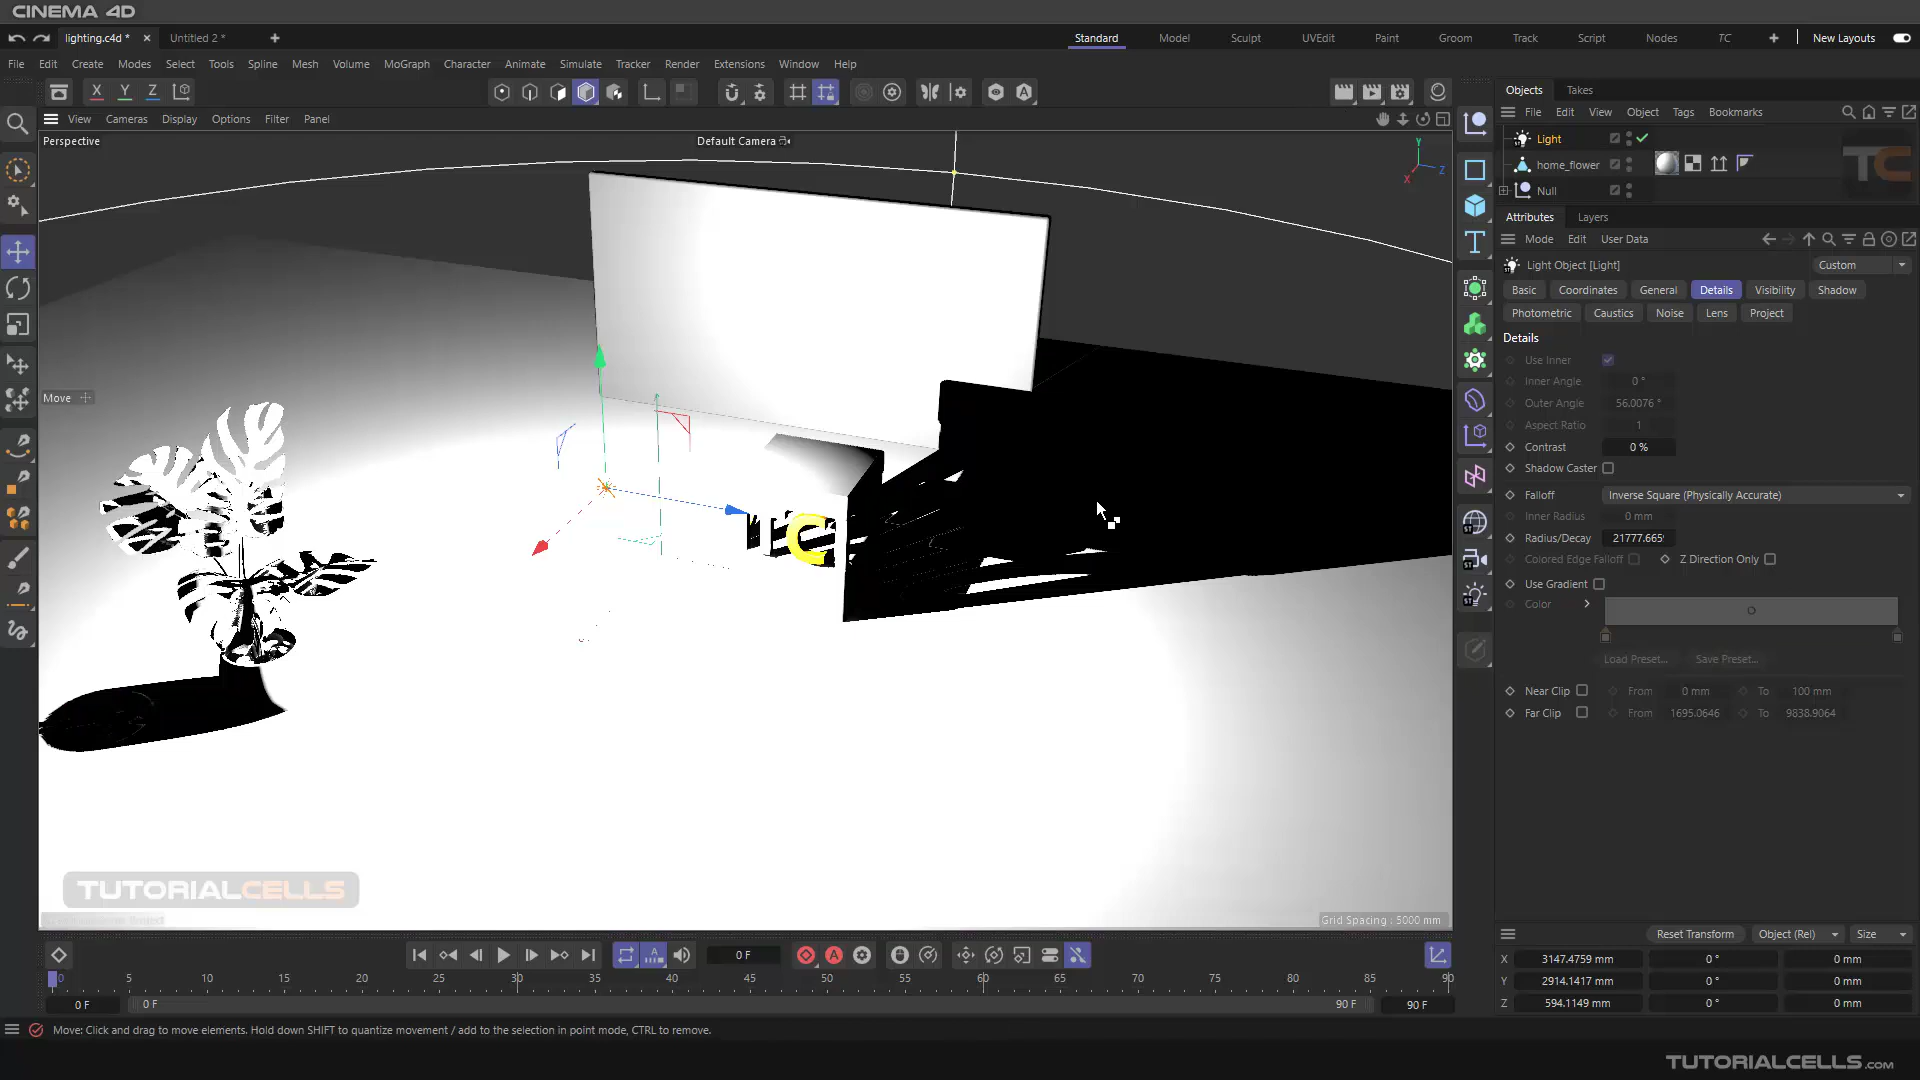 CINEMA 4D
lighting.c4d *
Untitled 2 *
Standard Model Sculpt UVEdit Paint Groom Track Script Nodes TC New Layouts
File Edit Create Modes Select Tools Spline Mesh Volume MoGraph Character Animate Simulate Tracker Render Extensions Window Help
X Y Z
View Cameras Display Options Filter Panel
Perspective
Default Camera
Y
Z
X
Move
TC
TUTORIALCELLS
Grid Spacing : 5000 mm
Objects Takes
File Edit View Object Tags Bookmarks
Light
home_flower
Null
TC
Attributes Layers
Mode Edit User Data
Light Object [Light]
Custom
Basic Coordinates General Details Visibility Shadow
Photometric Caustics Noise Lens Project
Details
Use Inner
Inner Angle 0 °
Outer Angle 56.0076 °
Aspect Ratio 1
Contrast 0 %
Shadow Caster
Falloff Inverse Square (Physically Accurate)
Inner Radius 0 mm
Radius/Decay 21777.665
Colored Edge Falloff Z Direction Only
Use Gradient
Color
Load Preset... Save Preset...
Near Clip From 0 mm To 100 mm
Far Clip From 1695.0646 To 9838.9064
Reset Transform Object (Rel) Size
X 3147.4759 mm 0 ° 0 mm
Y 2914.1417 mm 0 ° 0 mm
Z 594.1149 mm 0 ° 0 mm
0 F
0 5 10 15 20 25 30 35 40 45 50 55 60 65 70 75 80 85 90
0 F 0 F 90 F 90 F
Move: Click and drag to move elements. Hold down SHIFT to quantize movement / add to the selection in point mode, CTRL to remove.
TUTORIALCELLS.com